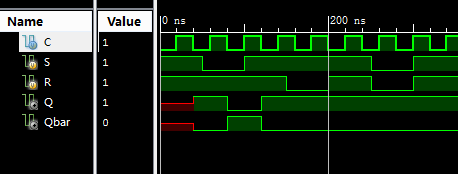 Name Value 0 ns 200 ns
C 1
S 1
R 1
Q 1
Qbar 0